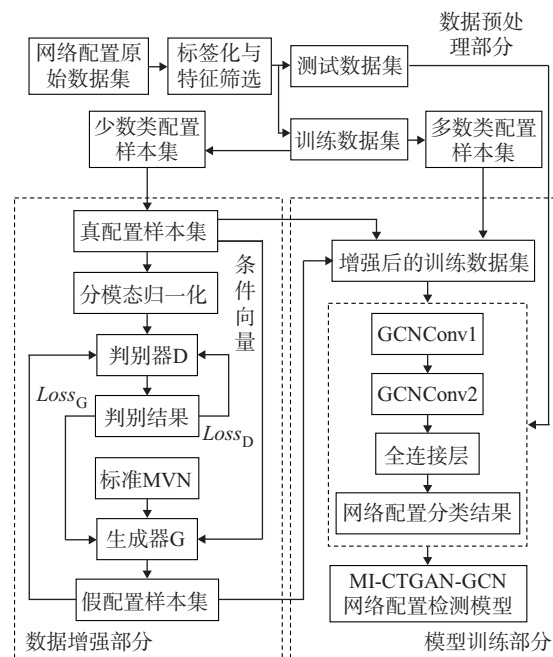 网络配置原
始数据集
标签化与
特征筛选
测试数据集
数据预处
理部分
少数类配置
样本集
训练数据集
多数类配置
样本集
真配置样本集
增强后的训练数据集
分模态归一化
条件向量
判别器D
GCNConv1
LossG
判别结果
LossD
GCNConv2
全连接层
标准MVN
网络配置分类结果
生成器G
假配置样本集
MI-CTGAN-GCN
网络配置检测模型
数据增强部分
模型训练部分